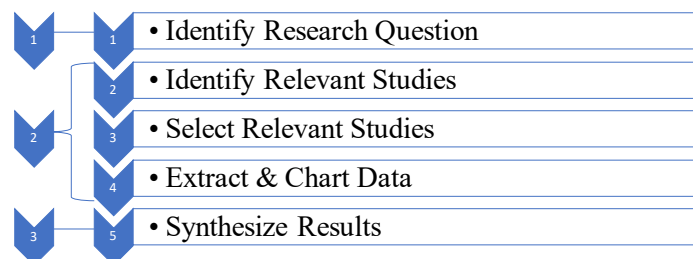 1 1 • Identify Research Question
2 • Identify Relevant Studies
2 3 • Select Relevant Studies
4 • Extract & Chart Data
3 5 • Synthesize Results